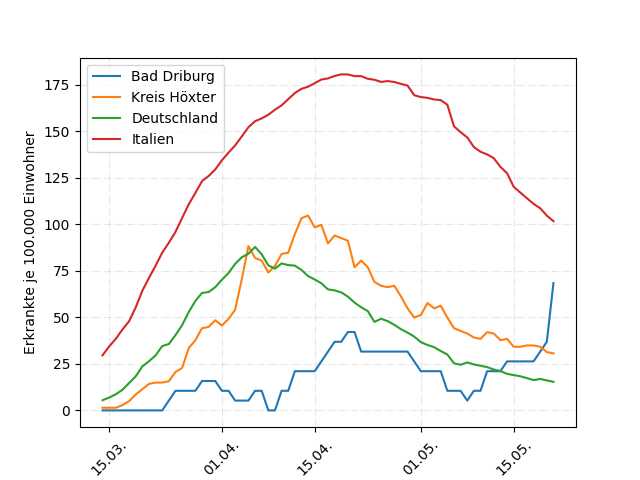 Bad Driburg
Kreis Höxter
Deutschland
Italien
Erkrankte je 100.000 Einwohner
175
150
125
100
75
50
25
0
15.03.
01.04.
15.04.
01.05.
15.05.